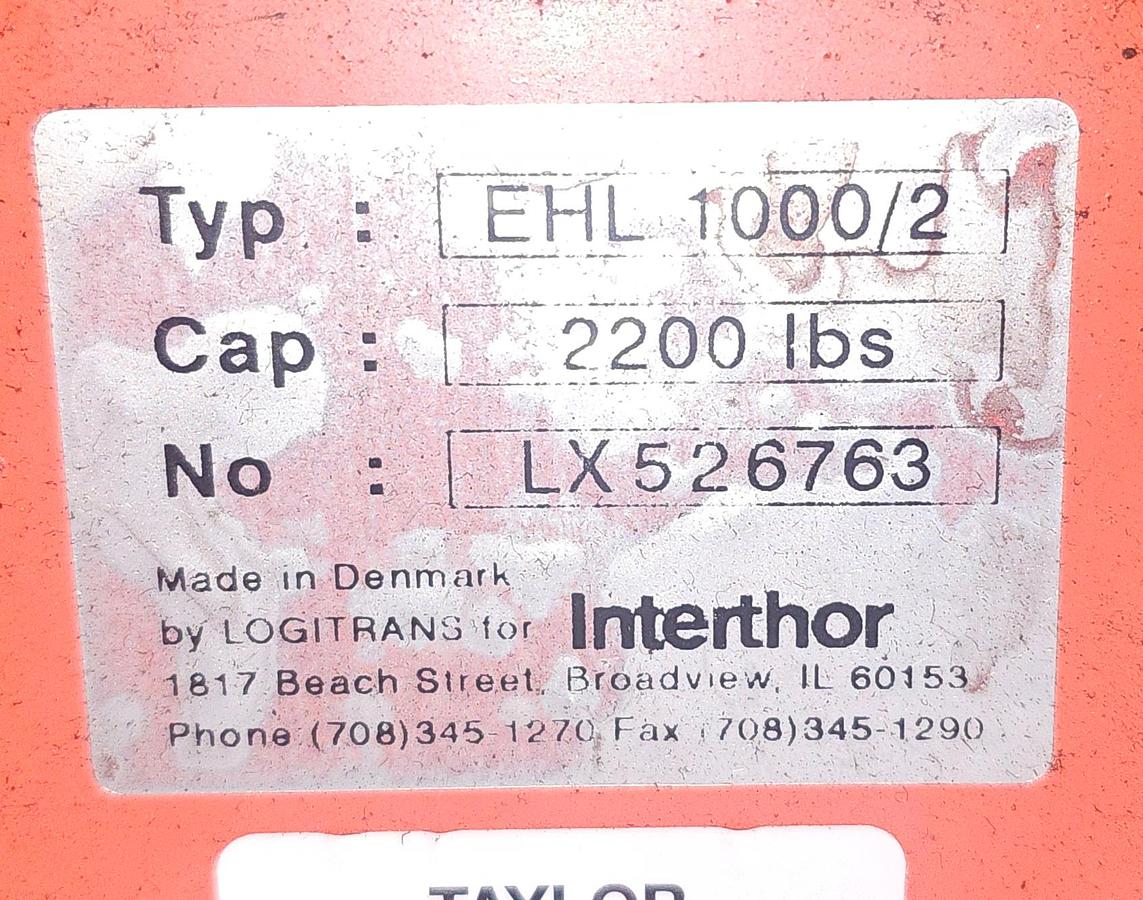 Typ : EHL 1000/2
Cap : 2200 lbs
No : LX526763
Made in Denmark
by LOGITRANS for Interthor
1817 Beach Street, Broadview, IL 60153
Phone (708)345-1270 Fax (708)345-1290
TAYLOR